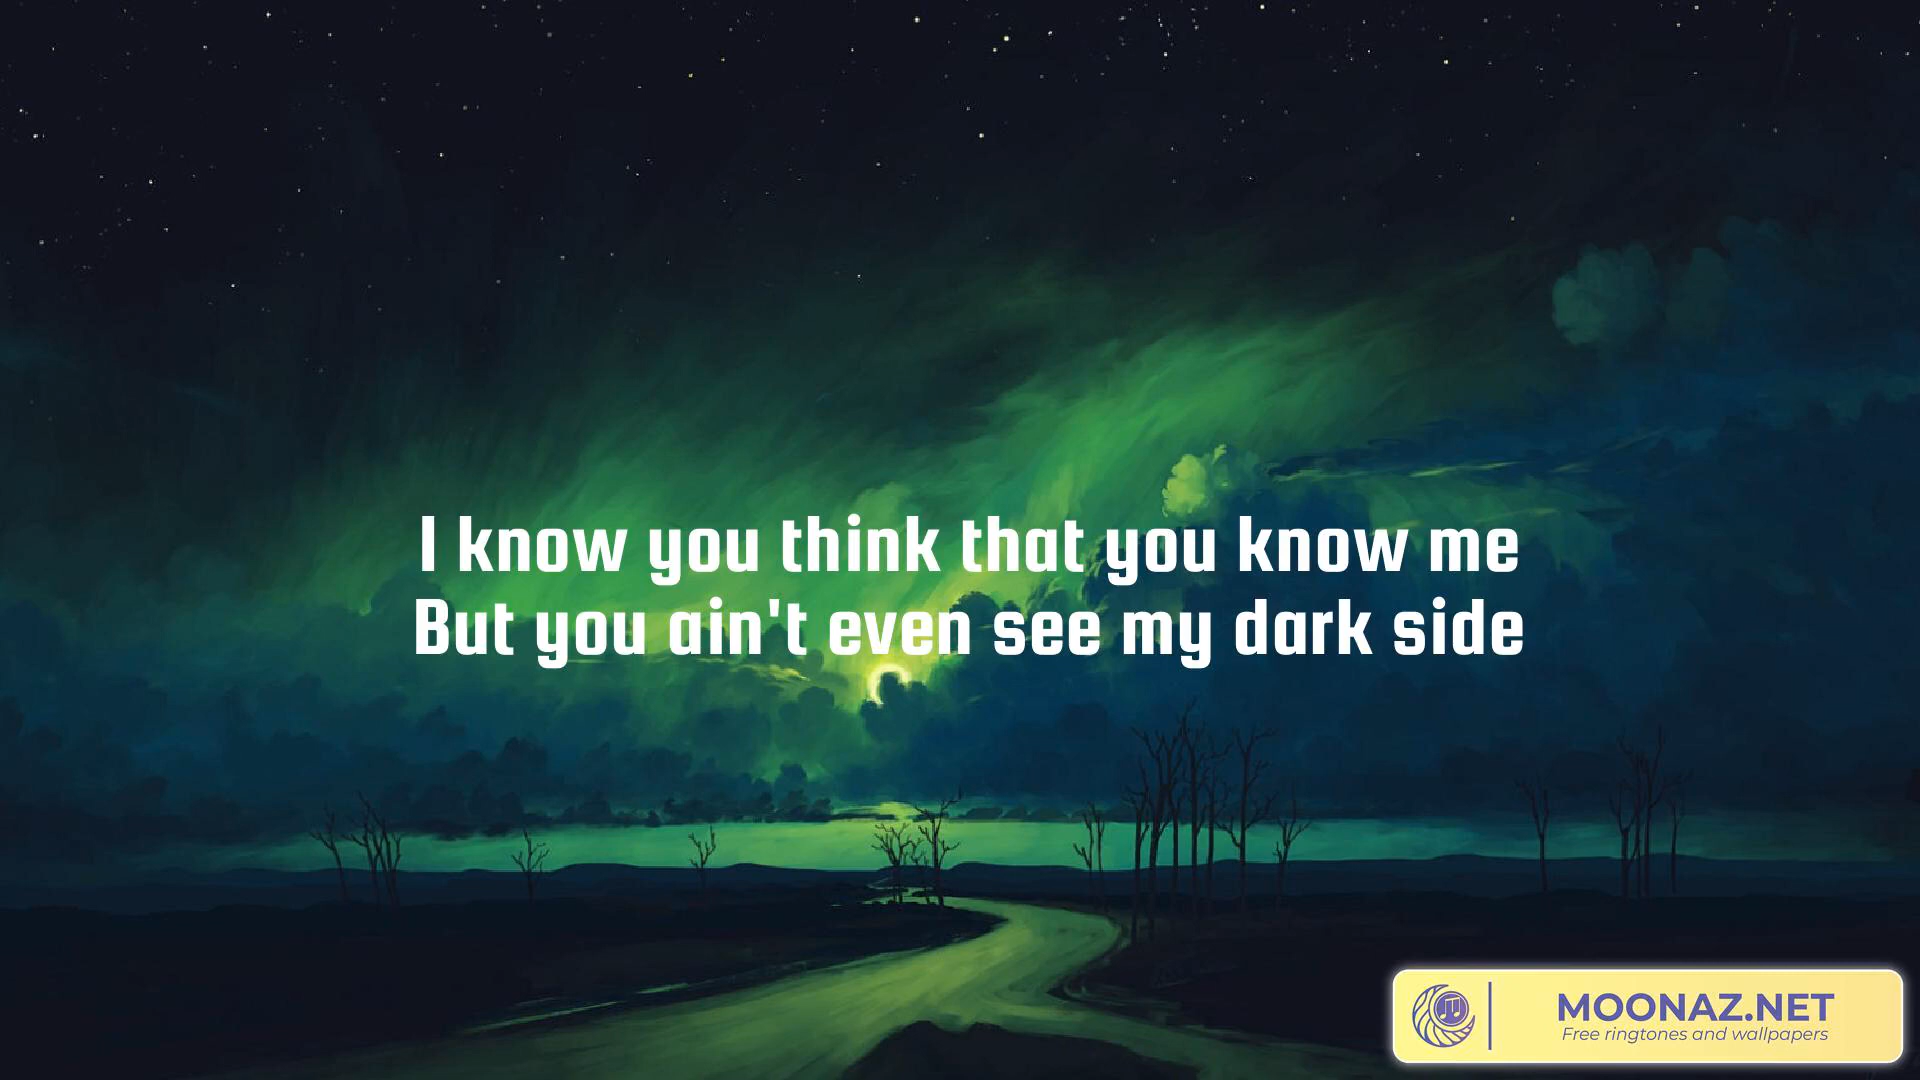 I know you think that you know me
But you ain't even see my dark side
MOONAZ.NET
Free ringtones and wallpapers